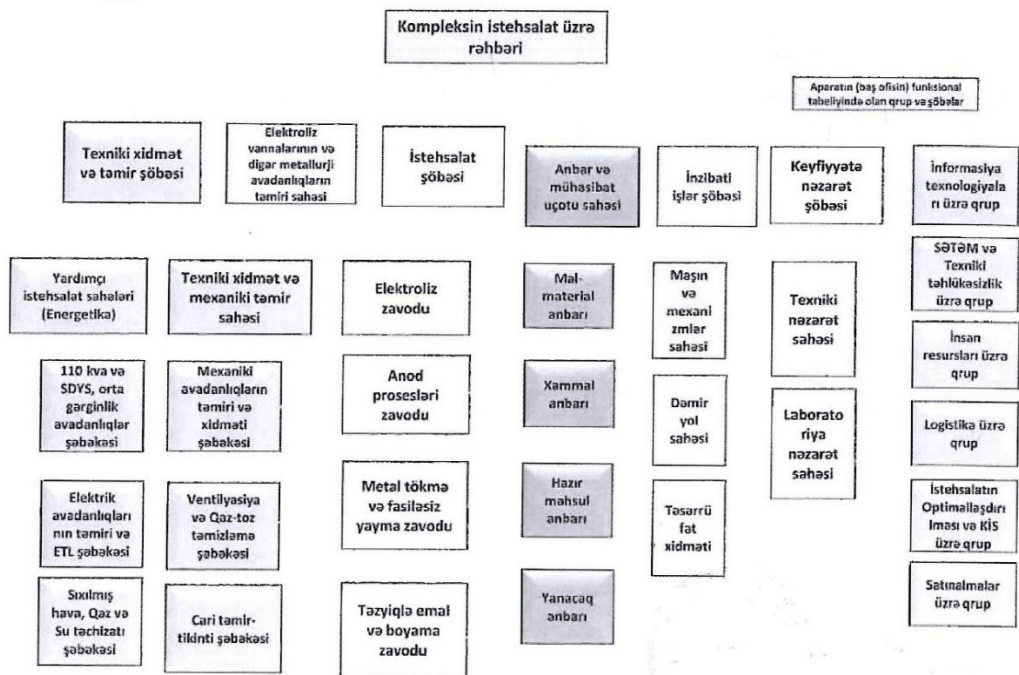 Kompleksin istehsalat üzrə
rəhbəri
Aparatın (baş ofisin) funksional
tabeliyində olan qrup və şöbələr
Texniki xidmət
və təmir şöbəsi
Elektroliz
vannalarının və
digər metallurji
avadanlıqların
təmiri sahəsi
İstehsalat
şöbəsi
Anbar və
mühasibat
uçotu sahəsi
İnzibati
işlər şöbəsi
Keyfiyyətə
nəzarət
şöbəsi
İnformasiya
texnologiyala
rı üzrə qrup
Yardımçı
istehsalat sahələri
(Energetika)
Texniki xidmət və
mexaniki təmir
sahəsi
Elektroliz
zavodu
Mal-
material
anbarı
Maşın
və
mexani
zmlər
sahəsi
Texniki
nəzarət
sahəsi
SƏTƏM və
Texniki
təhlükəsizlik
üzrə qrup
110 kva və
SDYS, orta
gərginlik
avadanlıqlar
şəbəkəsi
Mexaniki
avadanlıqların
təmiri və
xidməti şəbəkəsi
Anod
prosesləri
zavodu
Xammal
anbarı
Dəmir
yol
sahəsi
Laborato
riya
nəzarət
sahəsi
İnsan
resursları üzrə
qrup
Logistika üzrə
qrup
Elektrik
avadanlıqları
nın təmiri və
ETL şəbəkəsi
Ventilyasiya
və Qaz-toz
təmizləmə
şəbəkəsi
Metal tökmə
və fasiləsiz
yayma zavodu
Hazır
məhsul
anbarı
Təsərrü
fat
xidməti
İstehsalatın
Optimallaşdırı
lması və KİS
üzrə qrup
Sıxılmış
hava, Qaz və
Su təchizatı
şəbəkəsi
Cari təmir-
tikinti şəbəkəsi
Təzyiqlə emal
və boyama
zavodu
Yanacaq
anbarı
Satınalmalar
üzrə qrup